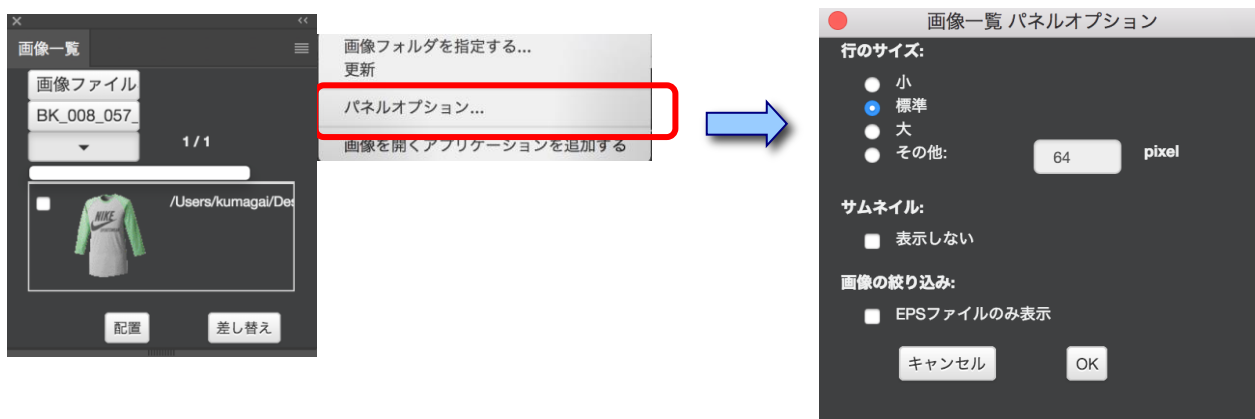 画像一覧
画像ファイル
BK_008_057_
1 / 1
NIKE
/Users/kumagai/Des
配置
差し替え
画像フォルダを指定する...
更新
パネルオプション...
画像を開くアプリケーションを追加する
画像一覧 パネルオプション
行のサイズ:
小
標準
大
その他:
64
pixel
サムネイル:
表示しない
画像の絞り込み:
EPSファイルのみ表示
キャンセル
OK